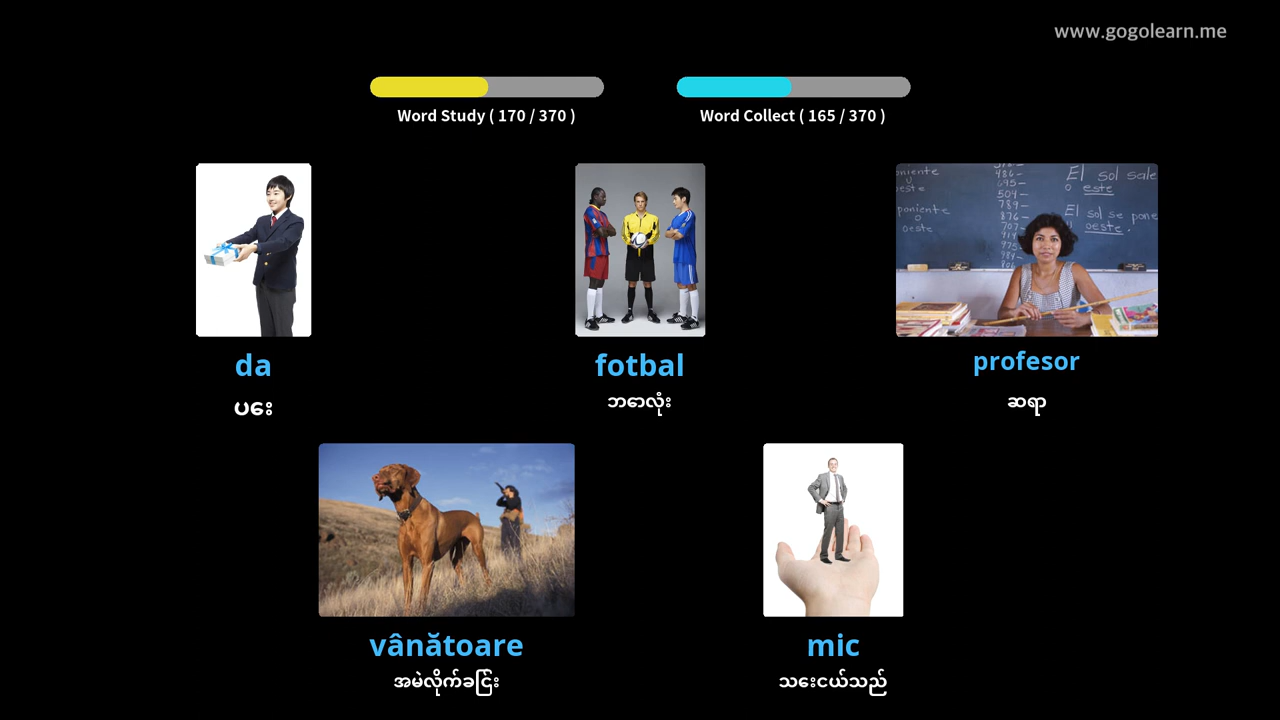 www.gogolearn.me
Word Study ( 170 / 370 )
Word Collect ( 165 / 370 )
da
ပေး
fotbal
ဘောလုံး
profesor
ဆရာ
vânătoare
အမဲလိုက်ခြင်း
mic
သေးငယ်သည်